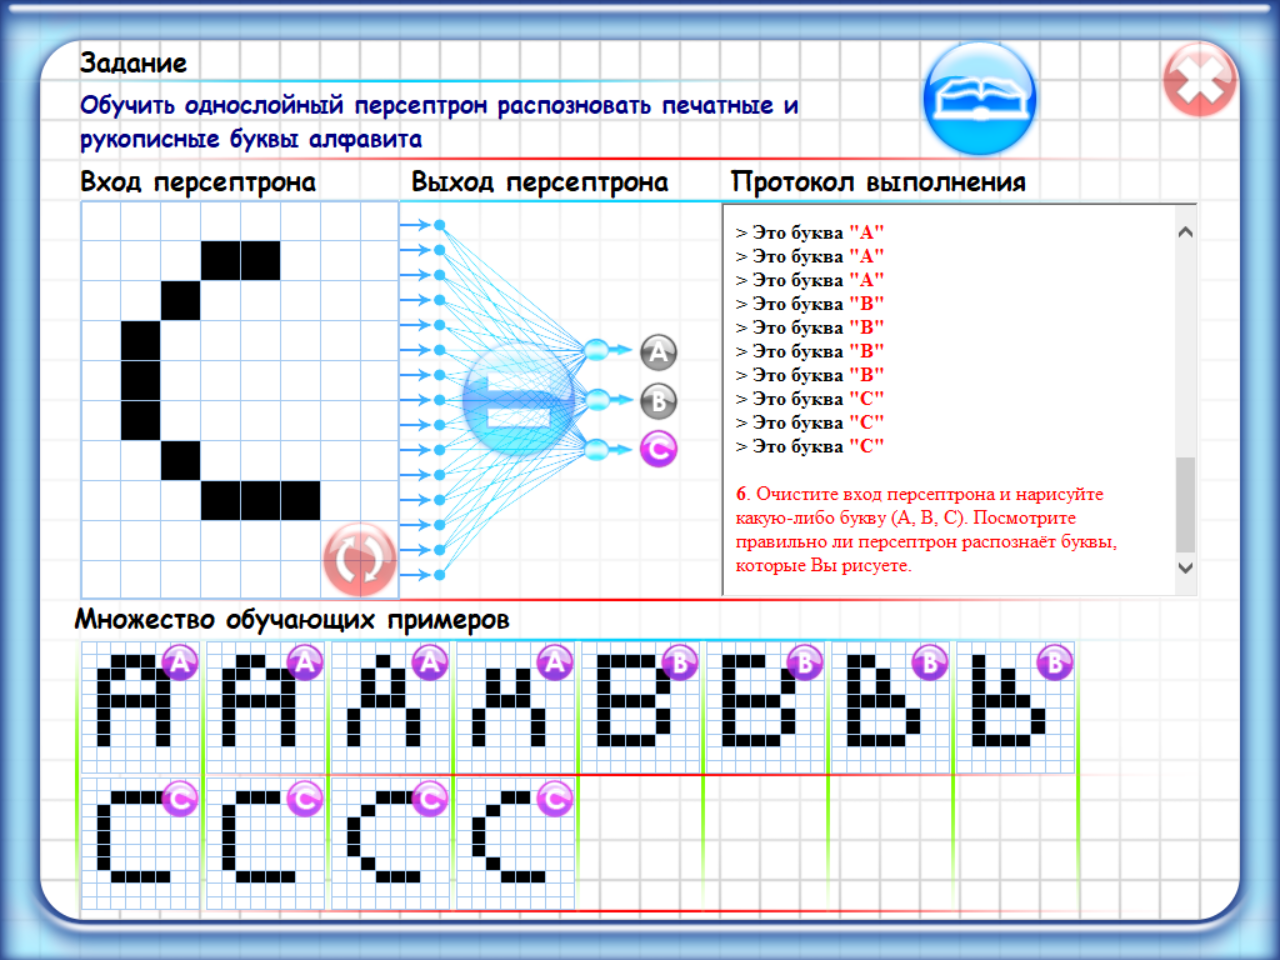 Задание
Обучить однослойный персептрон распозновать печатные и
рукописные буквы алфавита
Вход персептрона
Выход персептрона
Протокол выполнения
> Это буква "A"
> Это буква "A"
> Это буква "A"
> Это буква "B"
> Это буква "B"
> Это буква "B"
> Это буква "B"
> Это буква "C"
> Это буква "C"
> Это буква "C"
6. Очистите вход персептрона и нарисуйте
какую-либо букву (A, B, C). Посмотрите
правильно ли персептрон распознаёт буквы,
которые Вы рисуете.
A
B
C
Множество обучающих примеров
A A A A B B B B
C C C C